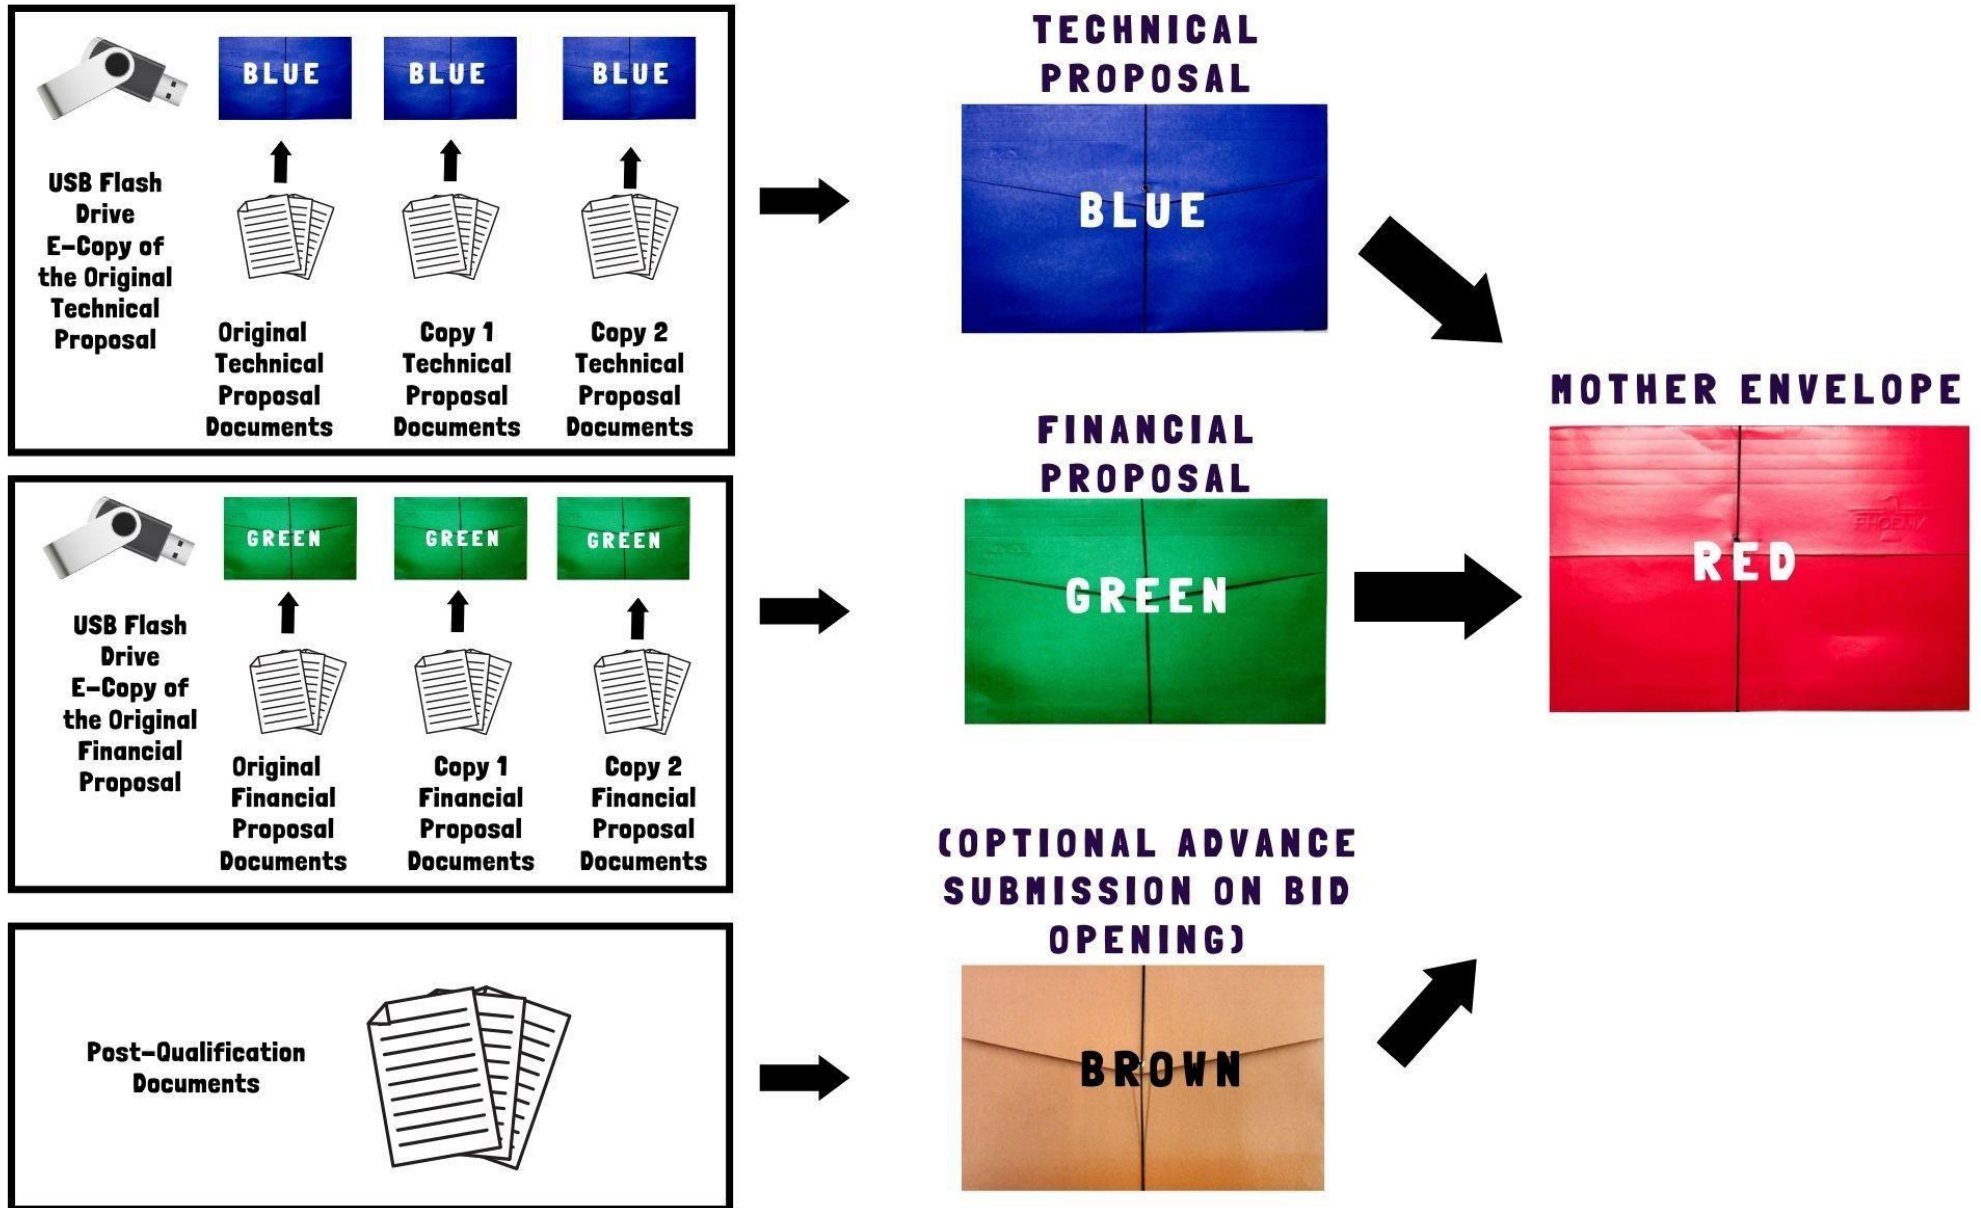 BLUE
BLUE
BLUE
USB Flash
Drive
E-Copy of
the Original
Technical
Proposal
Original
Technical
Proposal
Documents
Copy 1
Technical
Proposal
Documents
Copy 2
Technical
Proposal
Documents
TECHNICAL
PROPOSAL
BLUE
GREEN
GREEN
GREEN
USB Flash
Drive
E-Copy of
the Original
Financial
Proposal
Original
Financial
Proposal
Documents
Copy 1
Financial
Proposal
Documents
Copy 2
Financial
Proposal
Documents
FINANCIAL
PROPOSAL
GREEN
MOTHER ENVELOPE
PHOENIX
RED
Post-Qualification
Documents
(OPTIONAL ADVANCE
SUBMISSION ON BID
OPENING)
BROWN